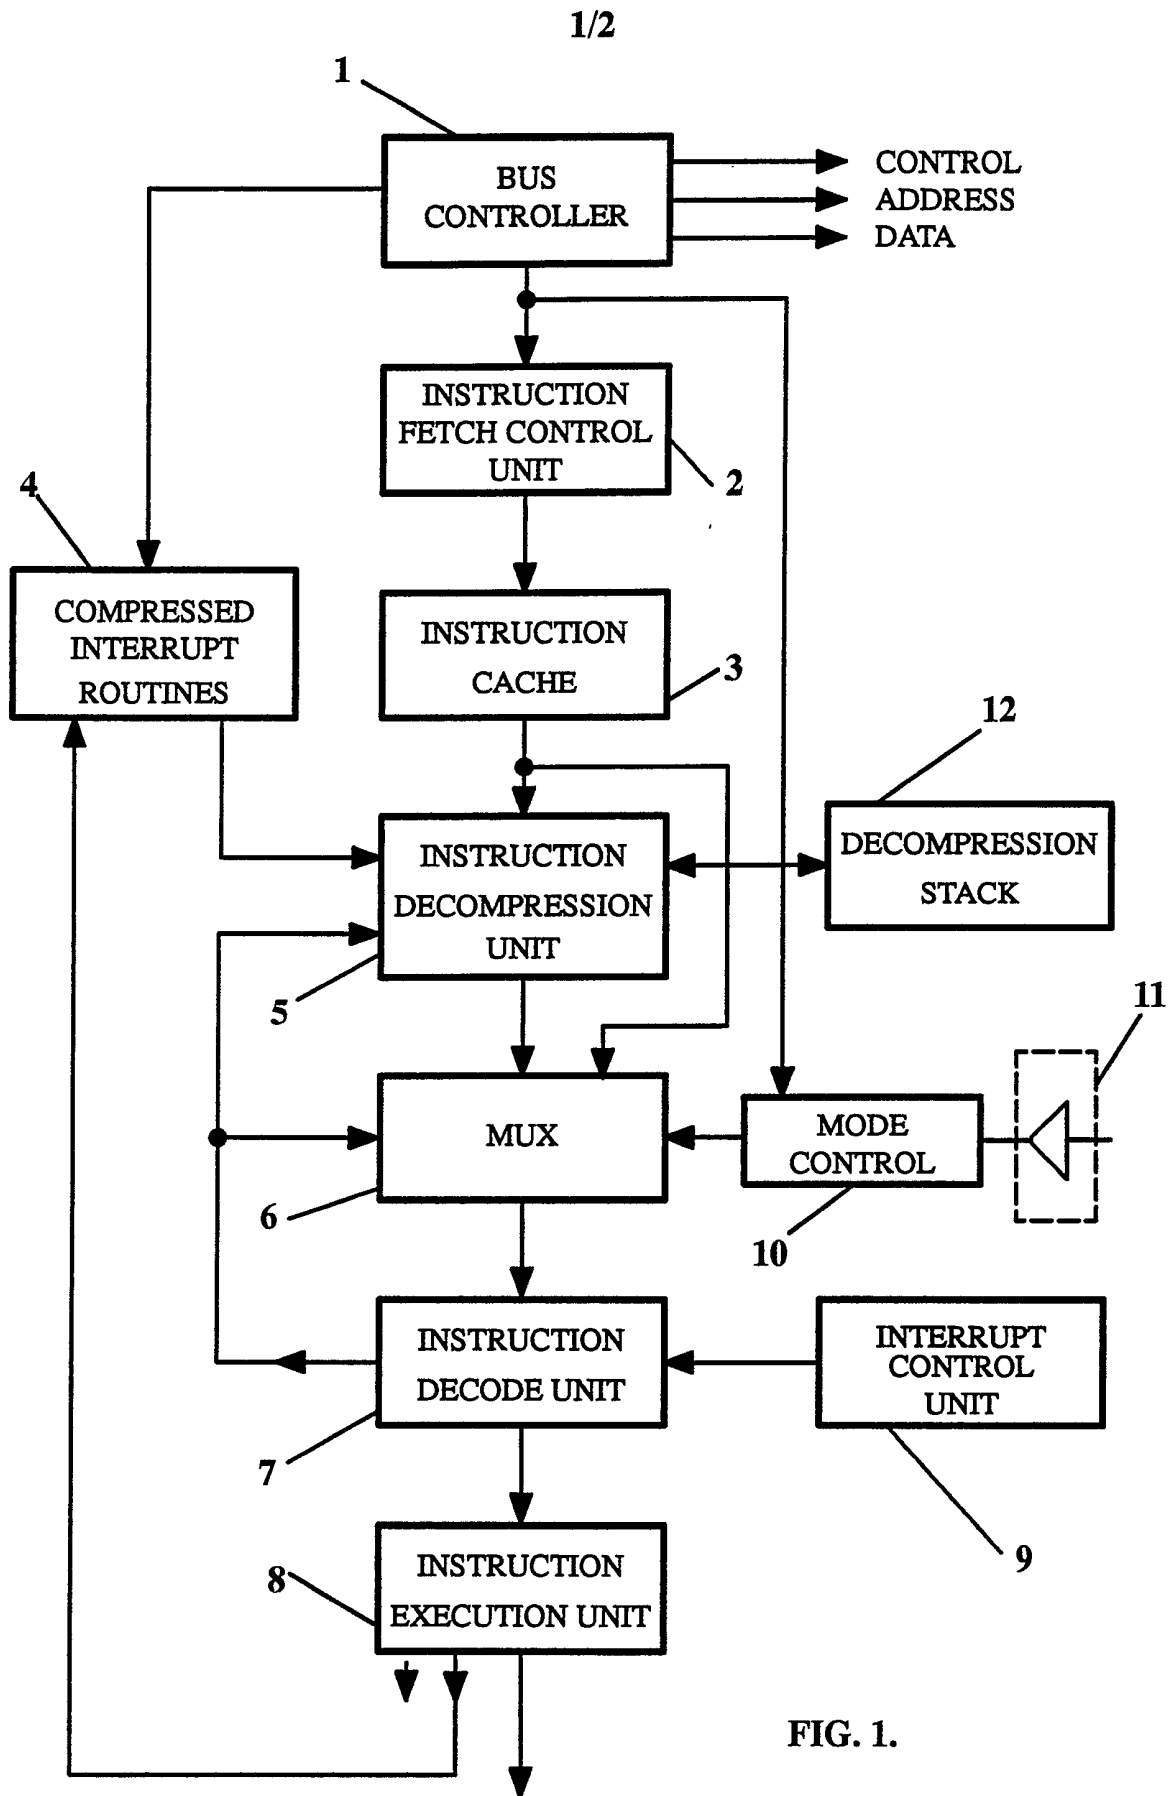 1/2
1
BUS
CONTROLLER
CONTROL
ADDRESS
DATA
INSTRUCTION
FETCH CONTROL
UNIT
2
4
COMPRESSED
INTERRUPT
ROUTINES
INSTRUCTION
CACHE
3
12
INSTRUCTION
DECOMPRESSION
UNIT
5
DECOMPRESSION
STACK
11
MUX
6
MODE
CONTROL
10
INSTRUCTION
DECODE UNIT
7
INTERRUPT
CONTROL
UNIT
9
INSTRUCTION
EXECUTION UNIT
8
FIG. 1.